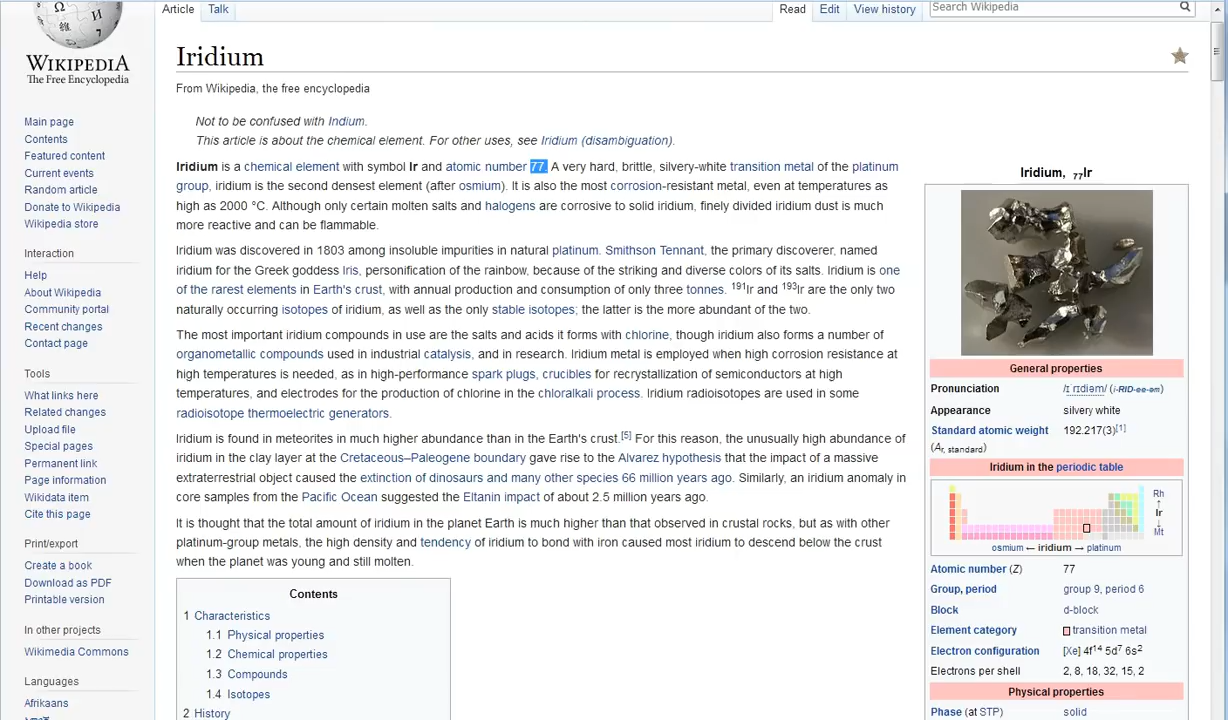 Article Talk Read Edit View history Search Wikipedia
WIKIPEDIA
The Free Encyclopedia
Main page
Contents
Featured content
Current events
Random article
Donate to Wikipedia
Wikipedia store
Interaction
Help
About Wikipedia
Community portal
Recent changes
Contact page
Tools
What links here
Related changes
Upload file
Special pages
Permanent link
Page information
Wikidata item
Cite this page
Print/export
Create a book
Download as PDF
Printable version
In other projects
Wikimedia Commons
Languages
Afrikaans
Iridium
From Wikipedia, the free encyclopedia
Not to be confused with Indium.
This article is about the chemical element. For other uses, see Iridium (disambiguation).
Iridium is a chemical element with symbol Ir and atomic number 77. A very hard, brittle, silvery-white transition metal of the platinum
group, iridium is the second densest element (after osmium). It is also the most corrosion-resistant metal, even at temperatures as
high as 2000 °C. Although only certain molten salts and halogens are corrosive to solid iridium, finely divided iridium dust is much
more reactive and can be flammable.
Iridium was discovered in 1803 among insoluble impurities in natural platinum. Smithson Tennant, the primary discoverer, named
iridium for the Greek goddess Iris, personification of the rainbow, because of the striking and diverse colors of its salts. Iridium is one
of the rarest elements in Earth's crust, with annual production and consumption of only three tonnes. ¹⁹¹Ir and ¹⁹³Ir are the only two
naturally occurring isotopes of iridium, as well as the only stable isotopes; the latter is the more abundant of the two.
The most important iridium compounds in use are the salts and acids it forms with chlorine, though iridium also forms a number of
organometallic compounds used in industrial catalysis, and in research. Iridium metal is employed when high corrosion resistance at
high temperatures is needed, as in high-performance spark plugs, crucibles for recrystallization of semiconductors at high
temperatures, and electrodes for the production of chlorine in the chloralkali process. Iridium radioisotopes are used in some
radioisotope thermoelectric generators.
Iridium is found in meteorites in much higher abundance than in the Earth's crust.[5] For this reason, the unusually high abundance of
iridium in the clay layer at the Cretaceous–Paleogene boundary gave rise to the Alvarez hypothesis that the impact of a massive
extraterrestrial object caused the extinction of dinosaurs and many other species 66 million years ago. Similarly, an iridium anomaly in
core samples from the Pacific Ocean suggested the Eltanin impact of about 2.5 million years ago.
It is thought that the total amount of iridium in the planet Earth is much higher than that observed in crustal rocks, but as with other
platinum-group metals, the high density and tendency of iridium to bond with iron caused most iridium to descend below the crust
when the planet was young and still molten.
Contents
1 Characteristics
1.1 Physical properties
1.2 Chemical properties
1.3 Compounds
1.4 Isotopes
2 History
Iridium, ₇₇Ir
General properties
Pronunciation /ɪˈrɪdiəm/ (i-RID-ee-əm)
Appearance silvery white
Standard atomic weight 192.217(3)[1]
(Ar, standard)
Iridium in the periodic table
Rh
↑
Ir
↓
Mt
osmium ← iridium → platinum
Atomic number (Z) 77
Group, period group 9, period 6
Block d-block
Element category transition metal
Electron configuration [Xe] 4f¹⁴ 5d⁷ 6s²
Electrons per shell 2, 8, 18, 32, 15, 2
Physical properties
Phase (at STP) solid